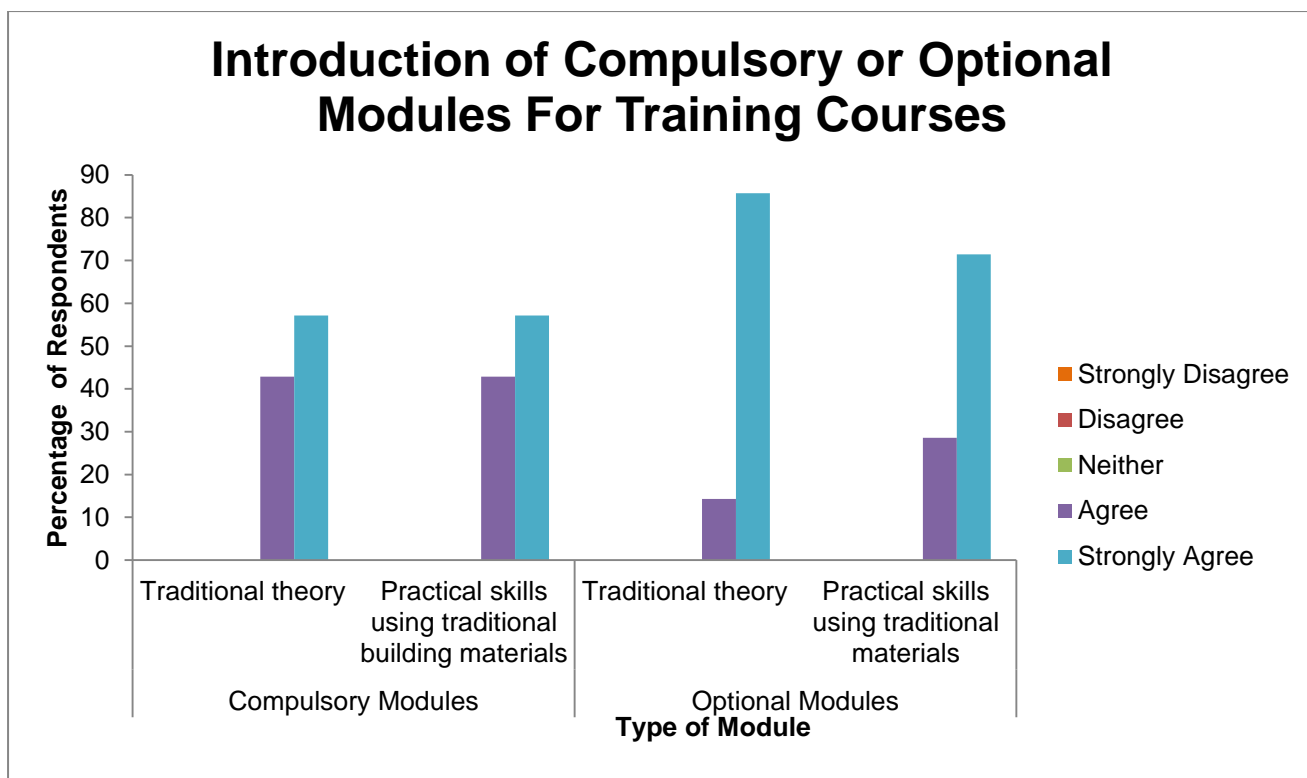 Introduction of Compulsory or Optional
Modules For Training Courses
Percentage of Respondents
90
80
70
60
50
40
30
20
10
0
Traditional theory
Practical skills
using traditional
building materials
Traditional theory
Practical skills
using traditional
materials
Compulsory Modules
Optional Modules
Type of Module
Strongly Disagree
Disagree
Neither
Agree
Strongly Agree